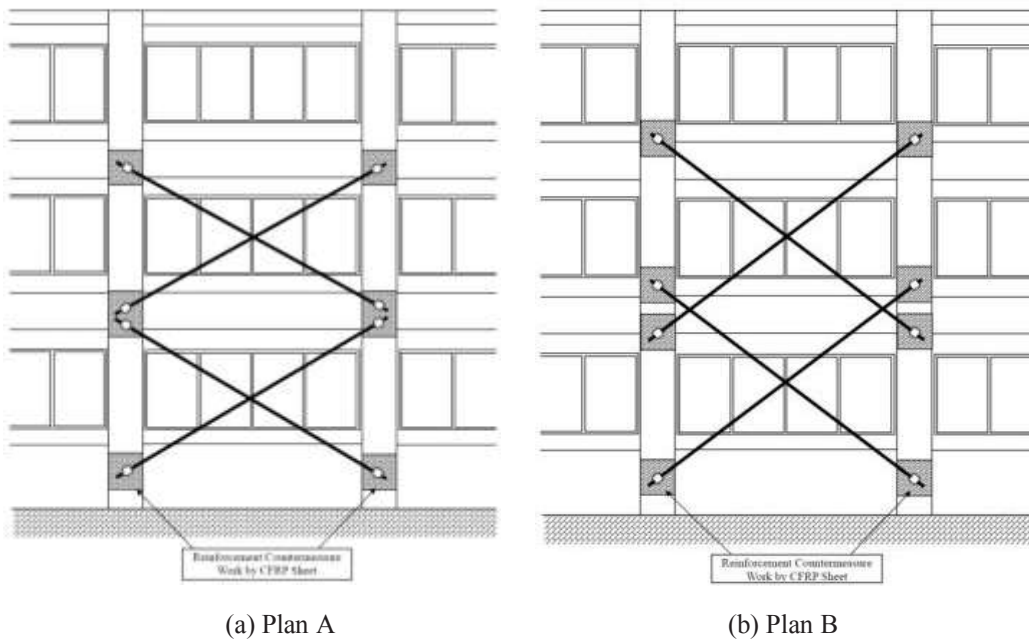 Reinforcement Countermeasure
Work by CFRP Sheet
Reinforcement Countermeasure
Work by CFRP Sheet
(a) Plan A
(b) Plan B